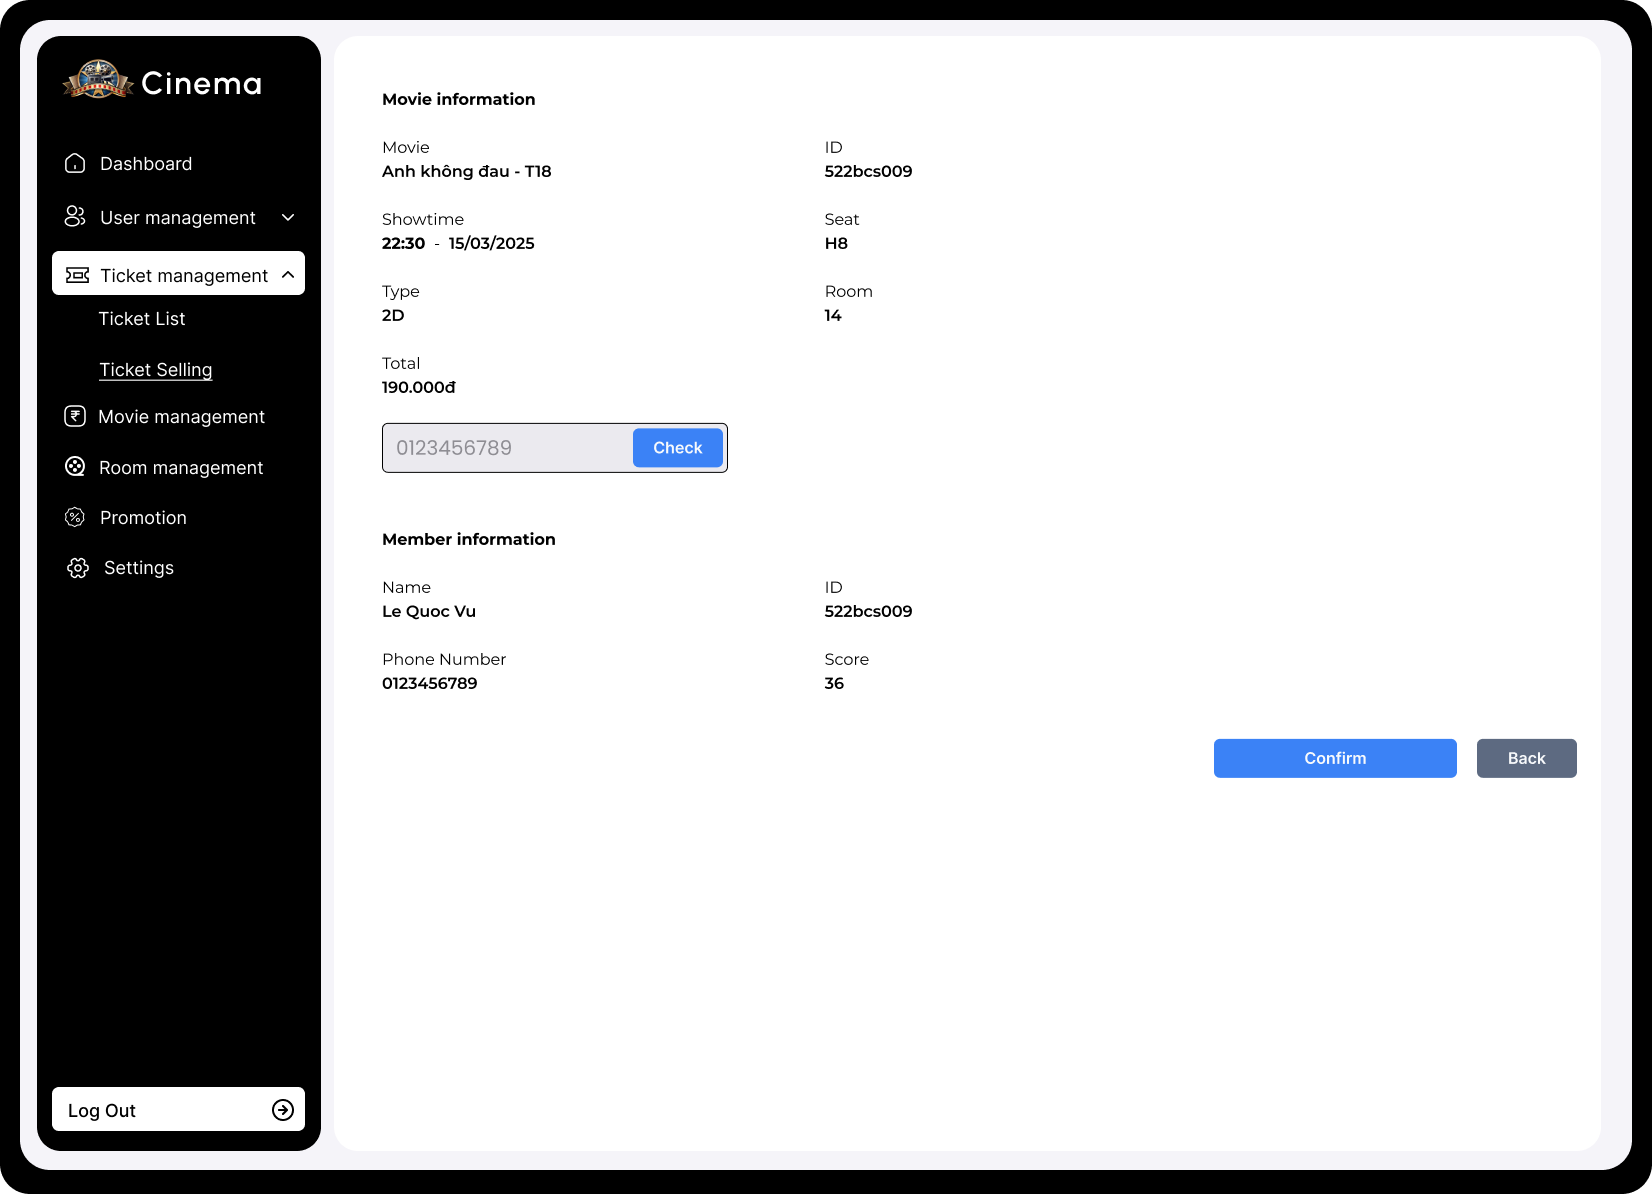 Cinema
Dashboard
User management
Ticket management
Ticket List
Ticket Selling
Movie management
Room management
Promotion
Settings
Log Out
Movie information
Movie
Anh không đau - T18
ID
522bcs009
Showtime
22:30 - 15/03/2025
Seat
H8
Type
2D
Room
14
Total
190.000đ
0123456789
Check
Member information
Name
Le Quoc Vu
ID
522bcs009
Phone Number
0123456789
Score
36
Confirm
Back